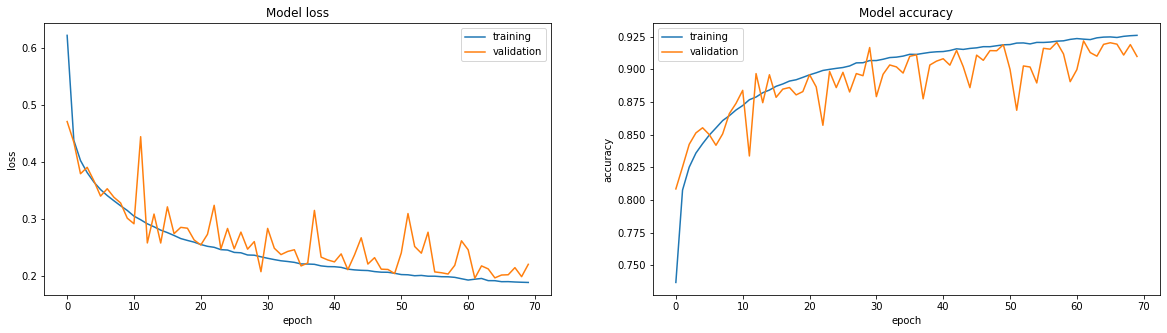 Model loss
training
validation
loss
0.6
0.5
0.4
0.3
0.2
0 10 20 30 40 50 60 70
epoch
Model accuracy
training
validation
accuracy
0.925
0.900
0.875
0.850
0.825
0.800
0.775
0.750
0 10 20 30 40 50 60 70
epoch